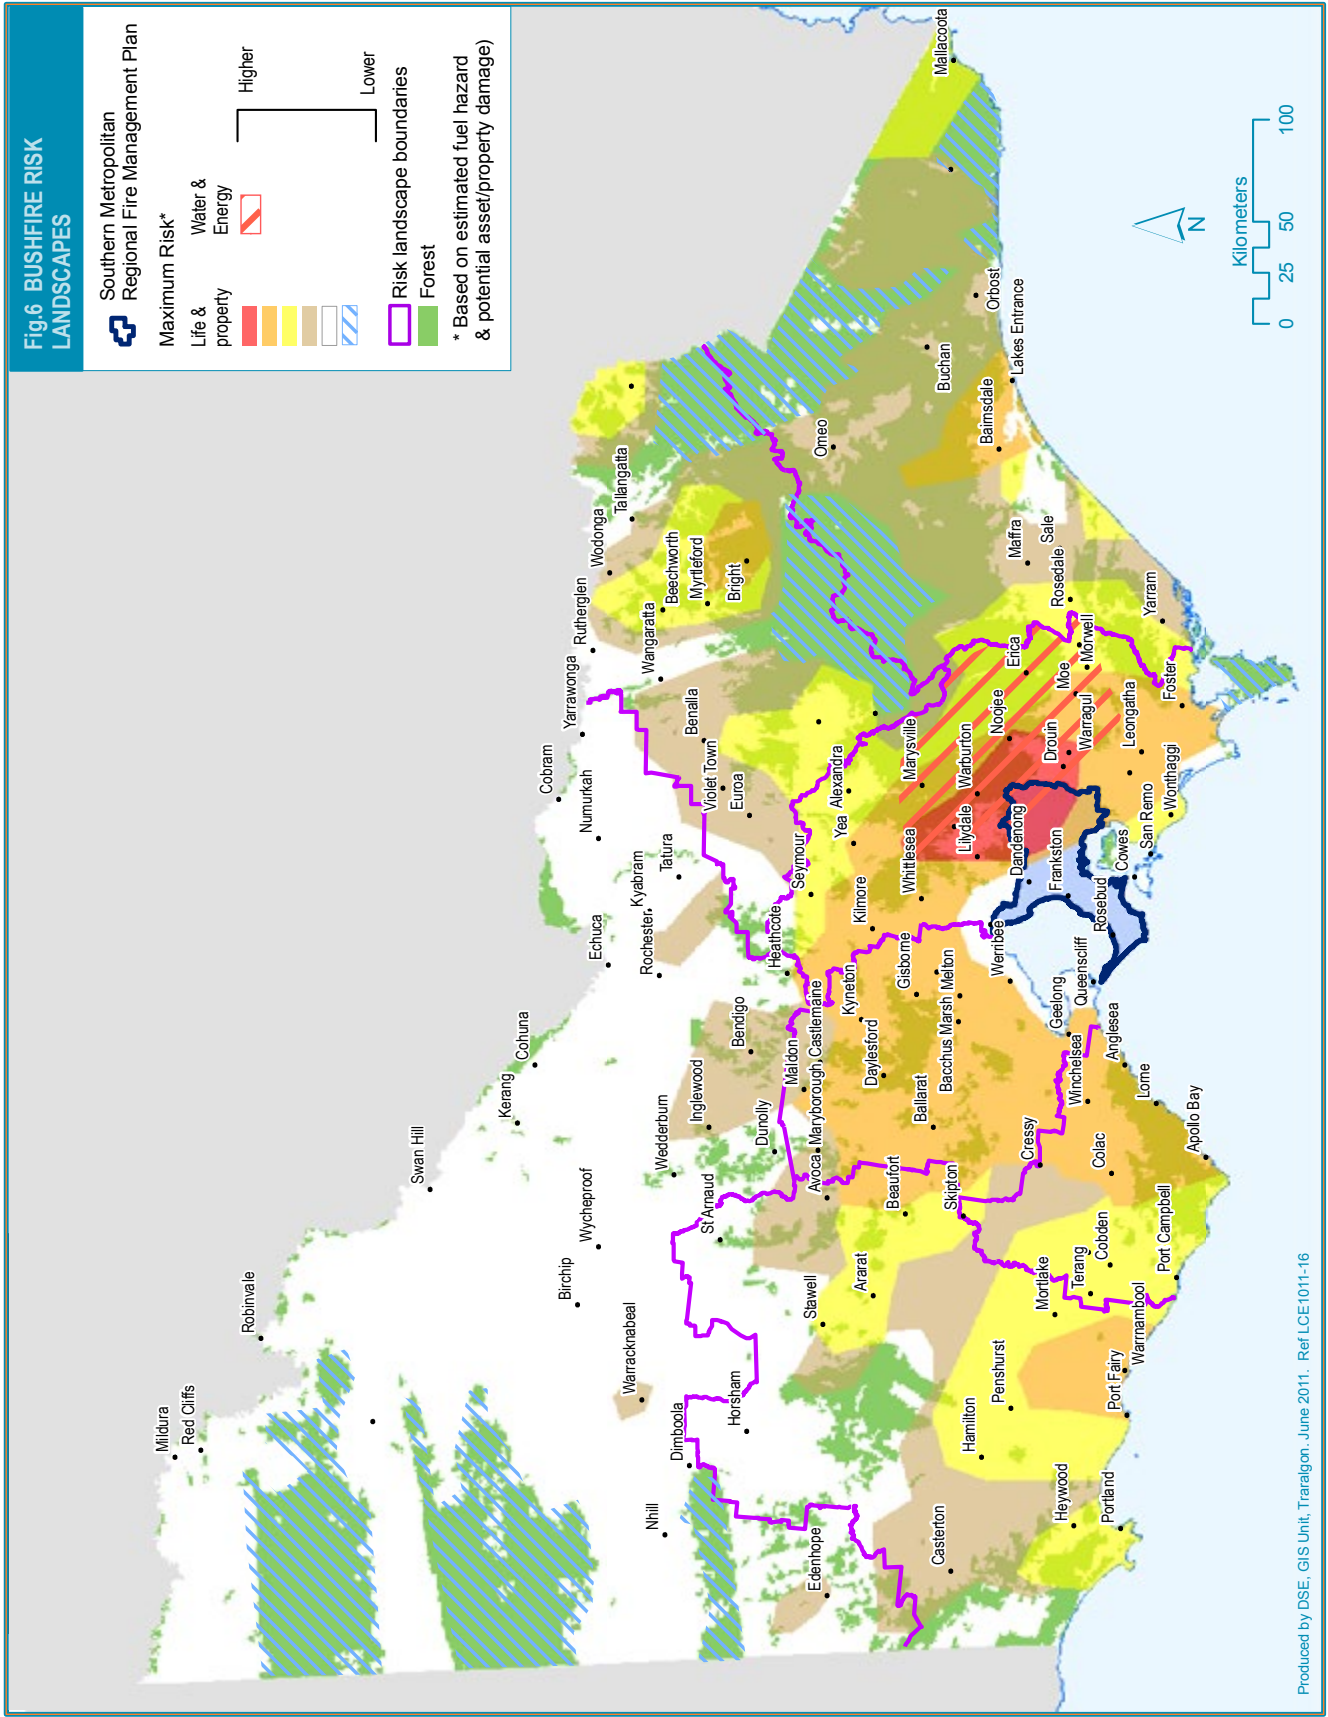 Fig.6 BUSHFIRE RISK
LANDSCAPES
Southern Metropolitan
Regional Fire Management Plan
Maximum Risk*
Life &
property
Water &
Energy
Higher
Lower
Risk landscape boundaries
Forest
* Based on estimated fuel hazard
& potential asset/property damage)
Mildura
Red Cliffs
Robinvale
Swan Hill
Kerang
Cohuna
Birchip
Wycheproof
Warracknabeal
Nhill
Dimboola
Horsham
Edenhope
St Arnaud
Wedderburn
Inglewood
Dunolly
Bendigo
Echuca
Rochester
Kyabram
Tatura
Numurkah
Cobram
Yarrawonga
Rutherglen
Wodonga
Tallangatta
Wangaratta
Beechworth
Myrtleford
Bright
Benalla
Violet Town
Euroa
Heathcote
Seymour
Alexandra
Yea
Kilmore
Whittlesea
Marysville
Maldon
Maryborough
Castlemaine
Avoca
Kyneton
Daylesford
Gisborne
Melton
Bacchus Marsh
Ballarat
Beaufort
Skipton
Stawell
Ararat
Casterton
Hamilton
Penshurst
Heywood
Portland
Port Fairy
Warrnambool
Mortlake
Terang
Cobden
Port Campbell
Cressy
Colac
Winchelsea
Geelong
Anglesea
Lorne
Apollo Bay
Queenscliff
Werribee
Rosebud
Frankston
Dandenong
Lilydale
Warburton
Noojee
Erica
Drouin
Warragul
Moe
Morwell
Leongatha
Foster
Wonthaggi
San Remo
Cowes
Yarram
Rosedale
Sale
Maffra
Omeo
Bairnsdale
Lakes Entrance
Buchan
Orbost
Mallacoota
N
Kilometers
0 25 50 100
Produced by DSE, GIS Unit, Traralgon. June 2011. Ref LCE1011-16